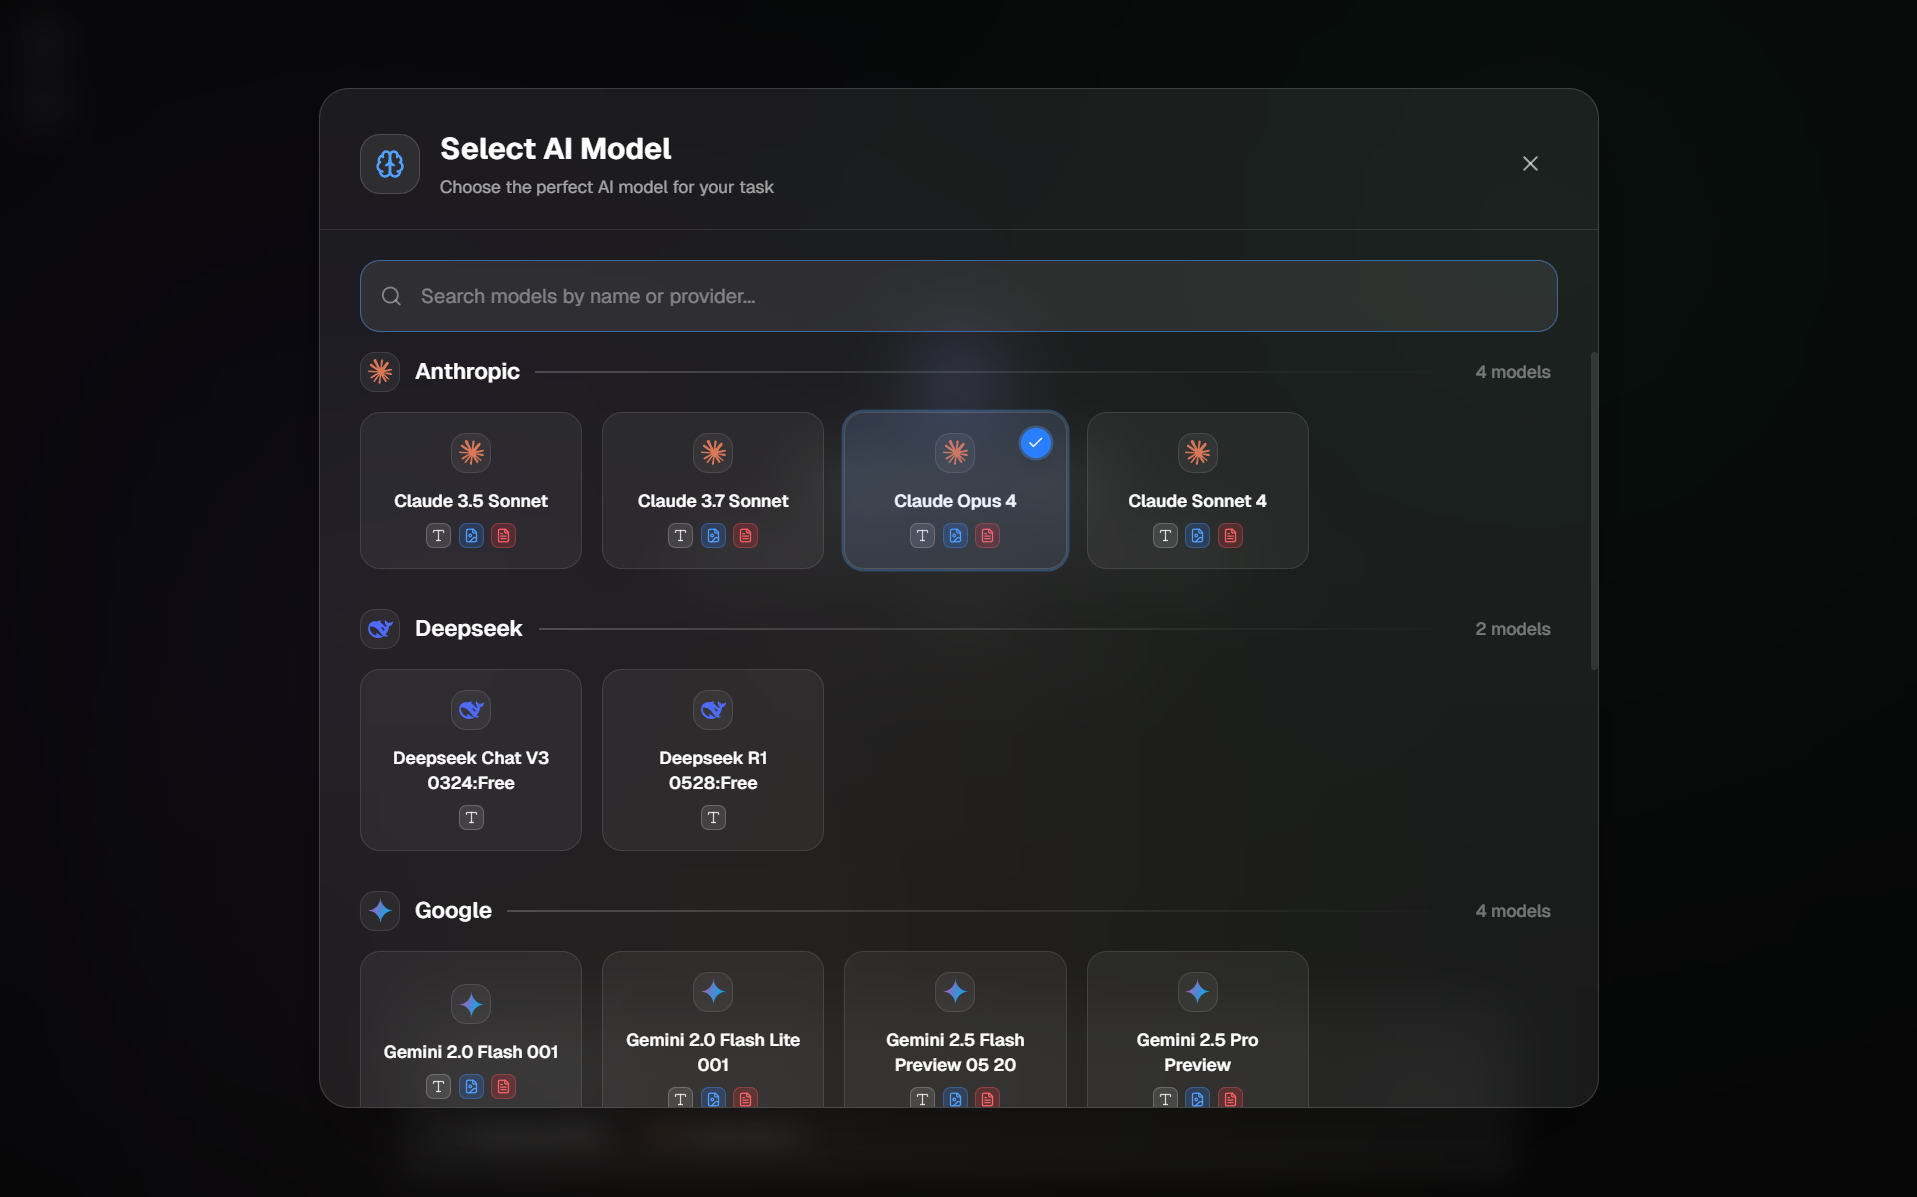 Select AI Model
Choose the perfect AI model for your task
Search models by name or provider...
Anthropic
4 models
Claude 3.5 Sonnet
Claude 3.7 Sonnet
Claude Opus 4
Claude Sonnet 4
T
T
T
T
Deepseek
2 models
Deepseek Chat V3
0324:Free
Deepseek R1
0528:Free
T
T
Google
4 models
Gemini 2.0 Flash 001
Gemini 2.0 Flash Lite
001
Gemini 2.5 Flash
Preview 05 20
Gemini 2.5 Pro
Preview
T
T
T
T